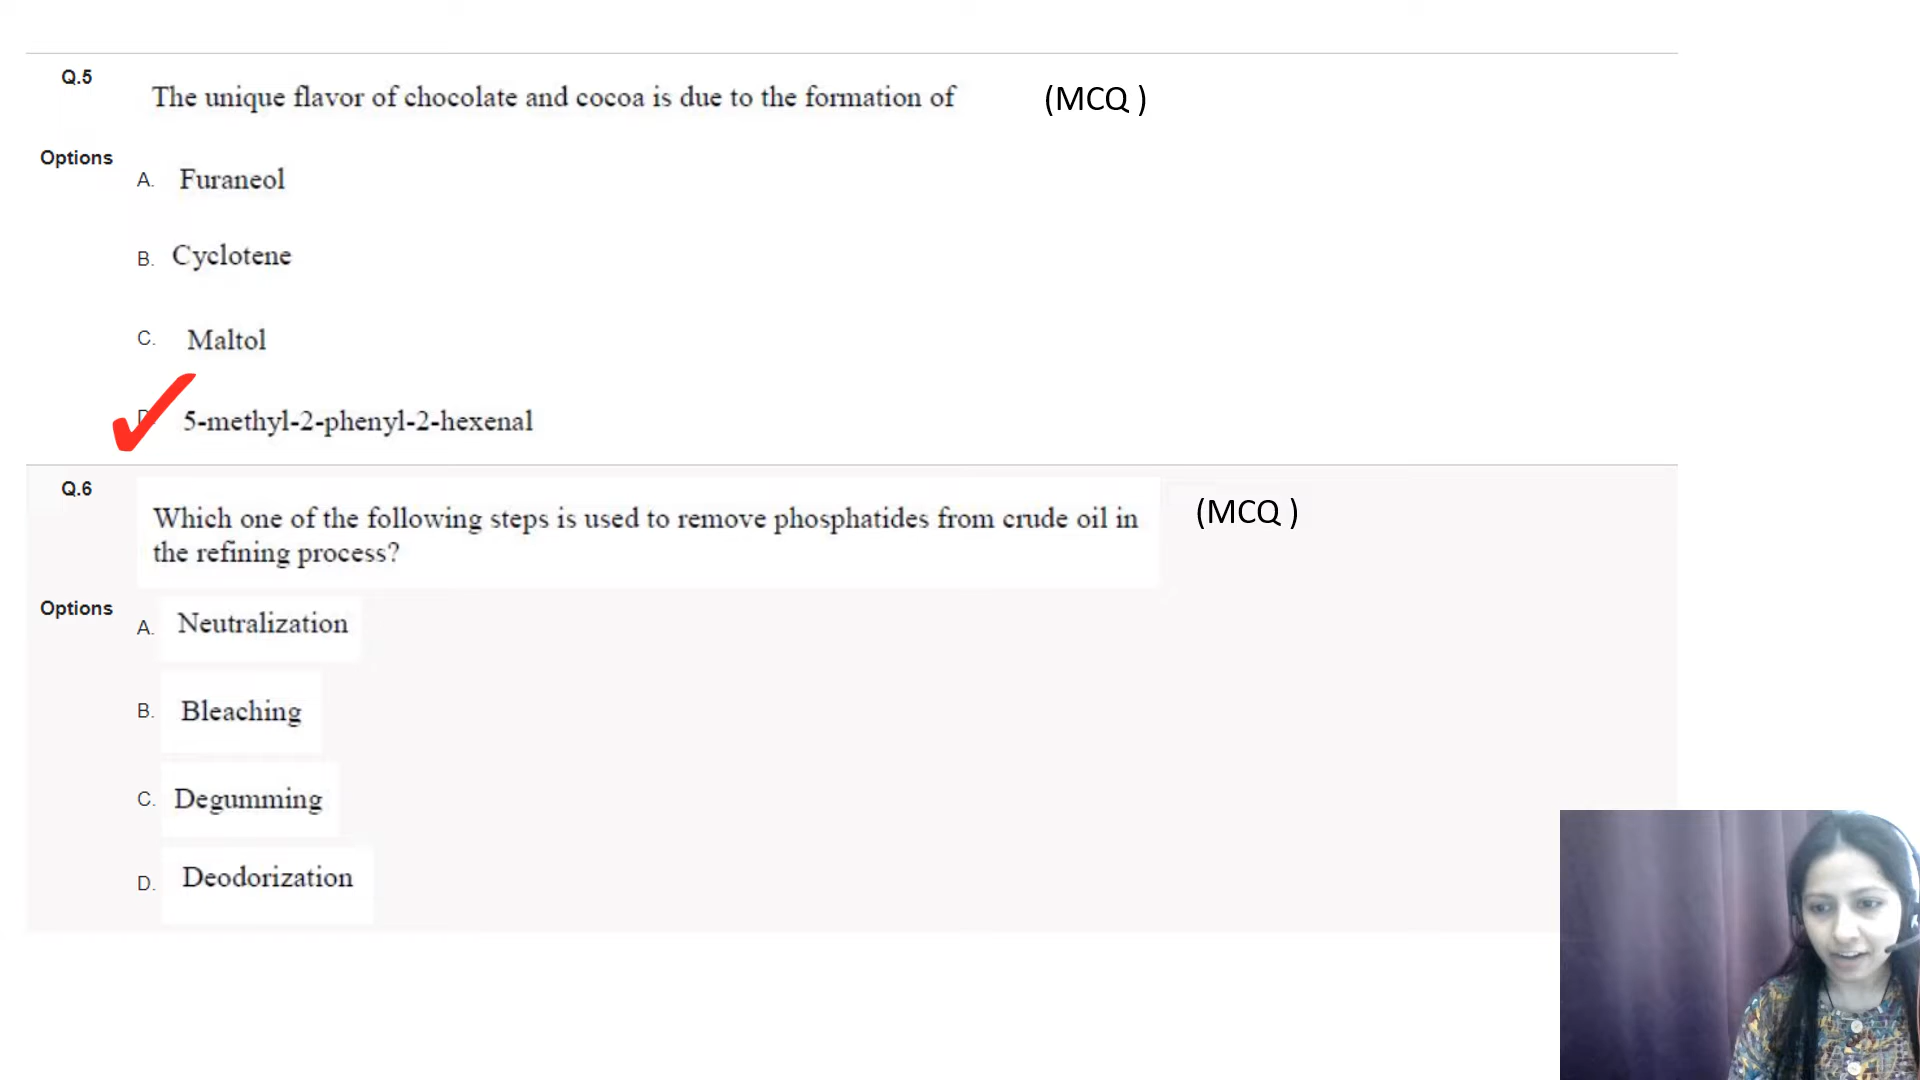 Q.5
The unique flavor of chocolate and cocoa is due to the formation of (MCQ )
Options
A. Furaneol
B. Cyclotene
C. Maltol
5-methyl-2-phenyl-2-hexenal
Q.6
Which one of the following steps is used to remove phosphatides from crude oil in (MCQ )
the refining process?
Options
A. Neutralization
B. Bleaching
C. Degumming
D. Deodorization